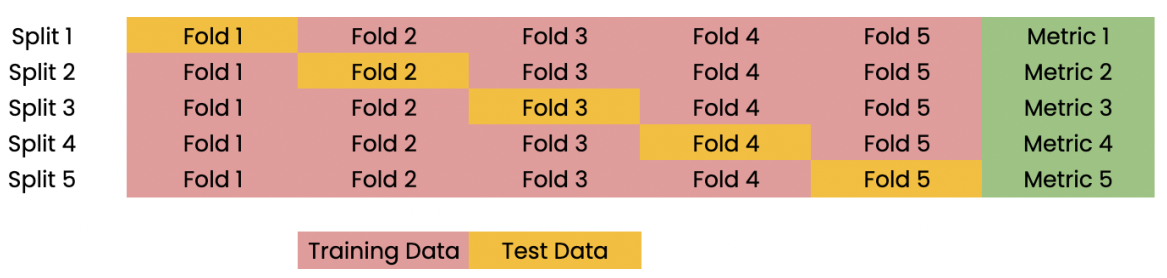 Split 1 Fold 1 Fold 2 Fold 3 Fold 4 Fold 5 Metric 1
Split 2 Fold 1 Fold 2 Fold 3 Fold 4 Fold 5 Metric 2
Split 3 Fold 1 Fold 2 Fold 3 Fold 4 Fold 5 Metric 3
Split 4 Fold 1 Fold 2 Fold 3 Fold 4 Fold 5 Metric 4
Split 5 Fold 1 Fold 2 Fold 3 Fold 4 Fold 5 Metric 5
Training Data Test Data